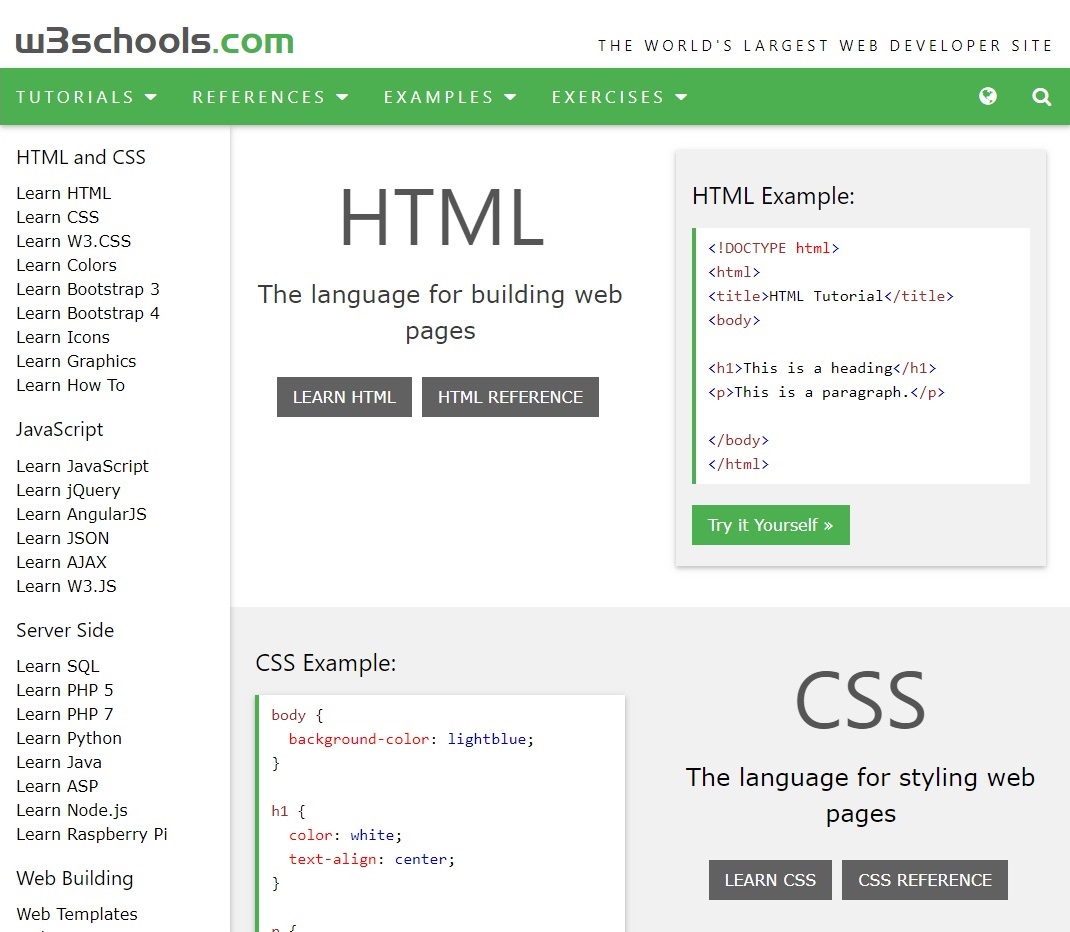 w3schools.com
THE WORLD'S LARGEST WEB DEVELOPER SITE
TUTORIALS REFERENCES EXAMPLES EXERCISES
HTML and CSS
Learn HTML
Learn CSS
Learn W3.CSS
Learn Colors
Learn Bootstrap 3
Learn Bootstrap 4
Learn Icons
Learn Graphics
Learn How To
JavaScript
Learn JavaScript
Learn jQuery
Learn AngularJS
Learn JSON
Learn AJAX
Learn W3.JS
Server Side
Learn SQL
Learn PHP 5
Learn PHP 7
Learn Python
Learn Java
Learn ASP
Learn Node.js
Learn Raspberry Pi
Web Building
Web Templates
HTML
The language for building web
pages
LEARN HTML HTML REFERENCE
HTML Example:
<!DOCTYPE html>
<html>
<title>HTML Tutorial</title>
<body>
<h1>This is a heading</h1>
<p>This is a paragraph.</p>
</body>
</html>
Try it Yourself »
CSS Example:
body {
background-color: lightblue;
}
h1 {
color: white;
text-align: center;
}
p {
CSS
The language for styling web
pages
LEARN CSS CSS REFERENCE